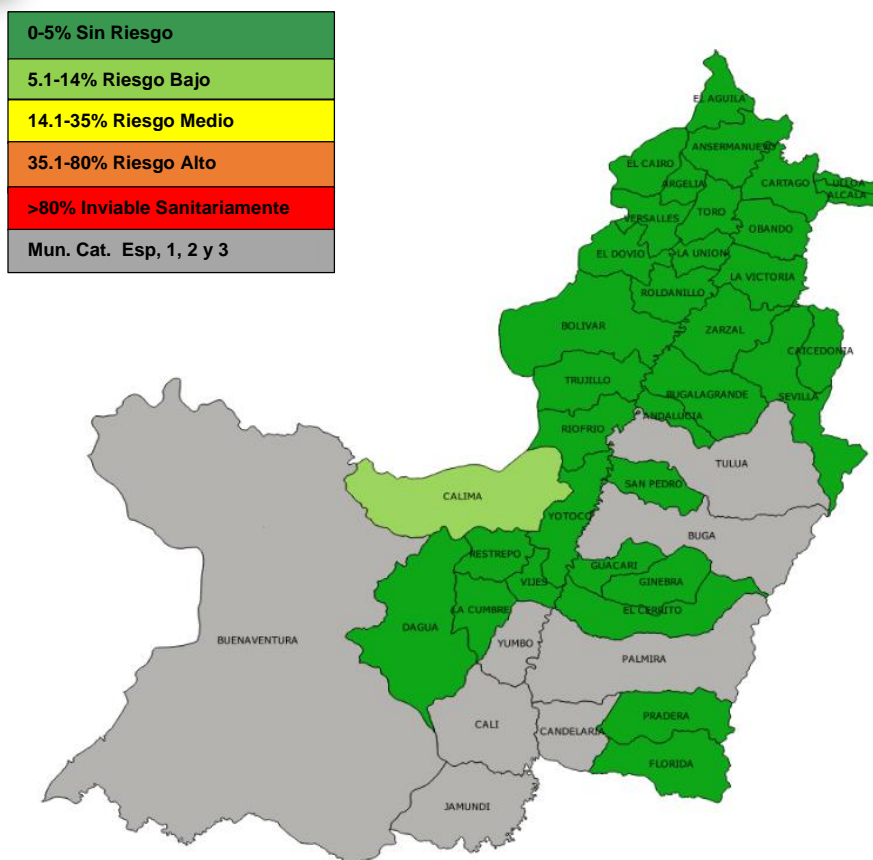 0-5% Sin Riesgo
5.1-14% Riesgo Bajo
14.1-35% Riesgo Medio
35.1-80% Riesgo Alto
>80% Inviable Sanitariamente
Mun. Cat. Esp, 1, 2 y 3
EL AGUILA
ANSERMANUEVO
EL CAIRO
ARGELIA
CARTAGO
ULLOA
ALCALA
VERSALLES
TORO
OBANDO
EL DOVIO
LA UNION
LA VICTORIA
ROLDANILLO
BOLIVAR
ZARZAL
CAICEDONIA
TRUJILLO
BUGALAGRANDE
SEVILLA
ANDALUCIA
RIOFRIO
TULUA
SAN PEDRO
CALIMA
YOTOCO
BUGA
RESTREPO
GUACARI
VIJES
GINEBRA
LA CUMBRE
EL CERRITO
DAGUA
BUENAVENTURA
YUMBO
PALMIRA
PRADERA
CALI
CANDELARIA
FLORIDA
JAMUNDI